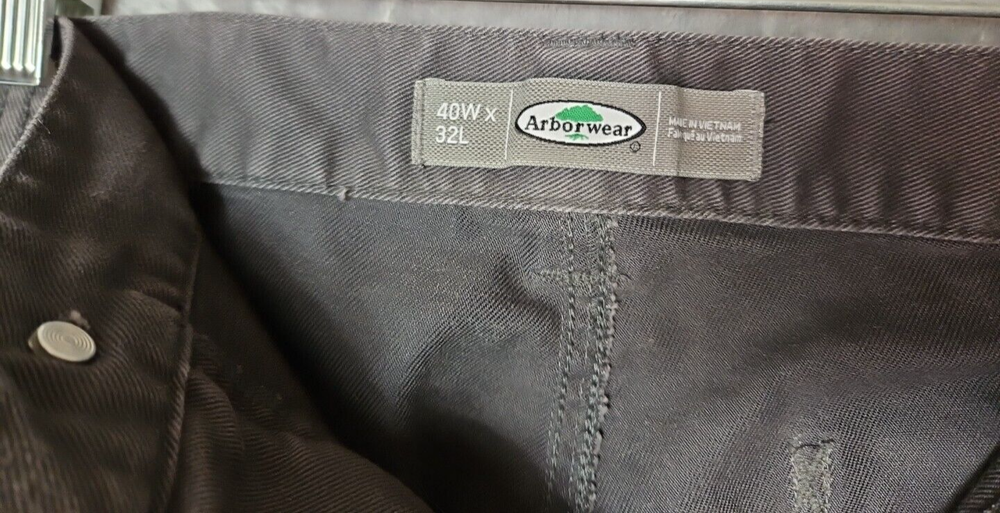 40W x
32L
Arborwear
®
MADE IN VIETNAM
Fabriqué au Vietnam